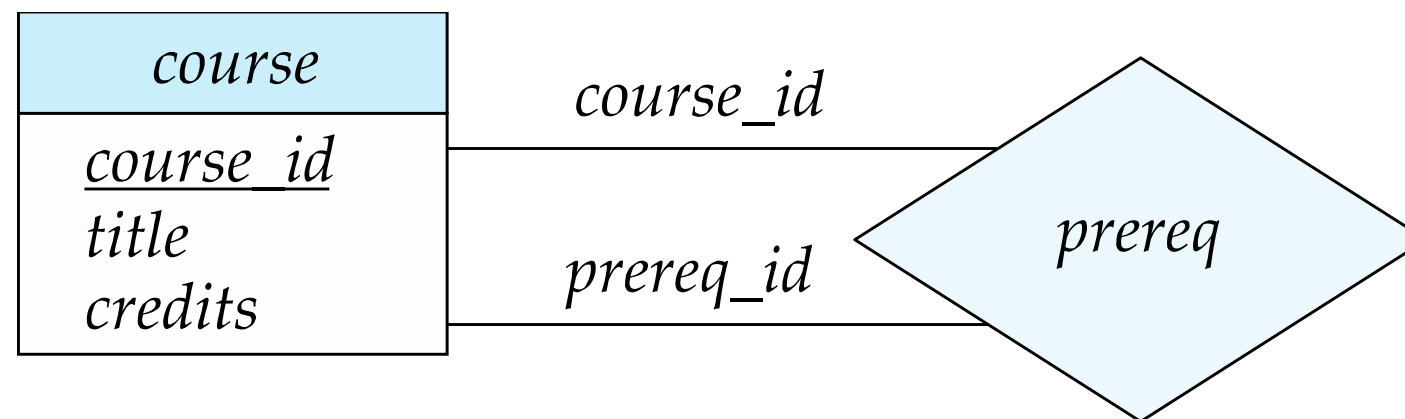 course
course_id
title
credits
course_id
prereq_id
prereq